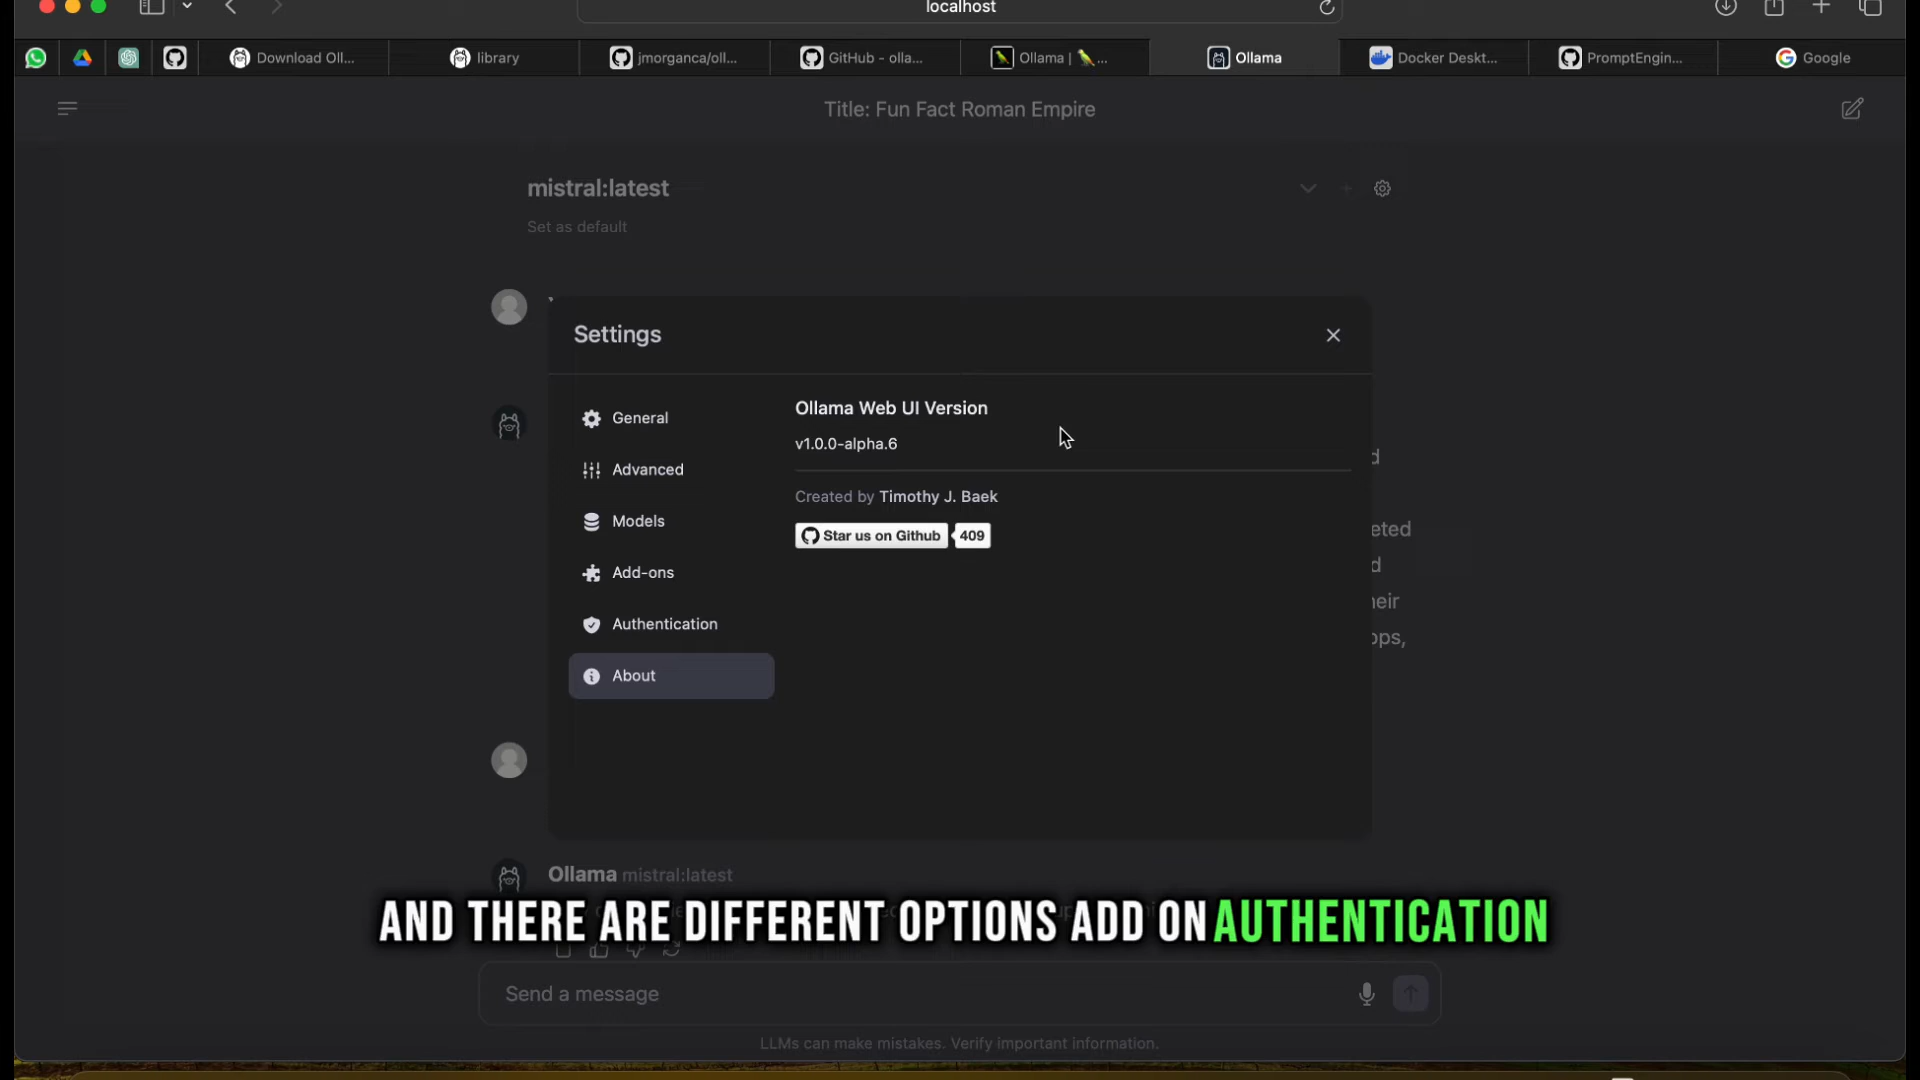 localhost
Download Oll...
library
jmorganca/oll...
GitHub - olla...
Ollama | 🦜...
Ollama
Docker Deskt...
PromptEngin...
Google
Title: Fun Fact Roman Empire
mistral:latest
Set as default
Settings
General
Advanced
Models
Add-ons
Authentication
About
Ollama Web UI Version
v1.0.0-alpha.6
Created by Timothy J. Baek
Star us on Github 409
eted
heir
ops,
Ollama mistral:latest
AND THERE ARE DIFFERENT OPTIONS ADD ON AUTHENTICATION
Send a message
LLMs can make mistakes. Verify important information.